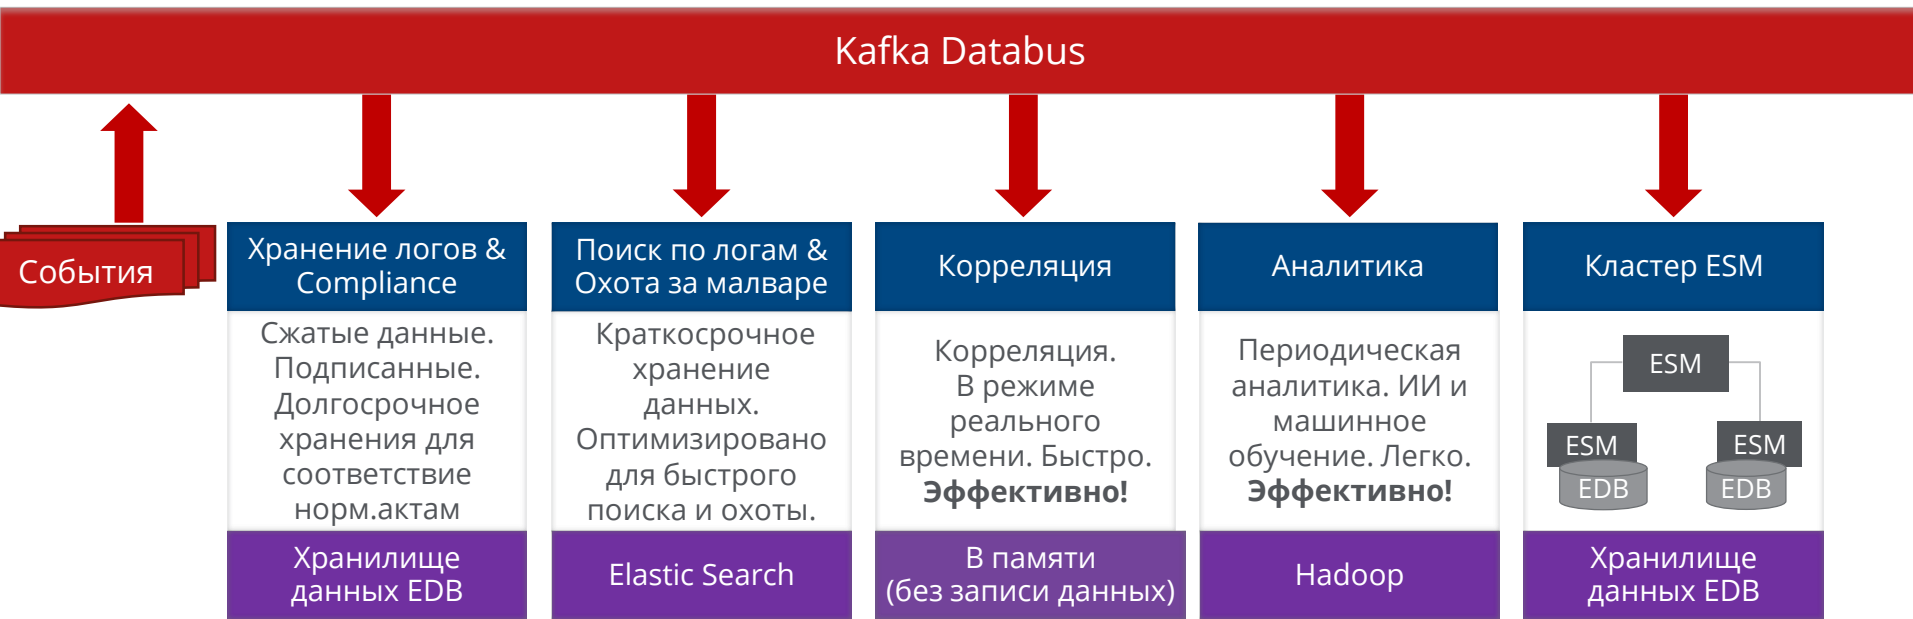 Kafka Databus
События
Хранение логов &
Compliance
Сжатые данные.
Подписанные.
Долгосрочное
хранения для
соответствие
норм.актам
Хранилище
данных EDB
Поиск по логам &
Охота за малваре
Краткосрочное
хранение
данных.
Оптимизировано
для быстрого
поиска и охоты.
Elastic Search
Корреляция
Корреляция.
В режиме
реального
времени. Быстро.
Эффективно!
В памяти
(без записи данных)
Аналитика
Периодическая
аналитика. ИИ и
машинное
обучение. Легко.
Эффективно!
Hadoop
Кластер ESM
ESM
ESM
EDB
ESM
EDB
Хранилище
данных EDB